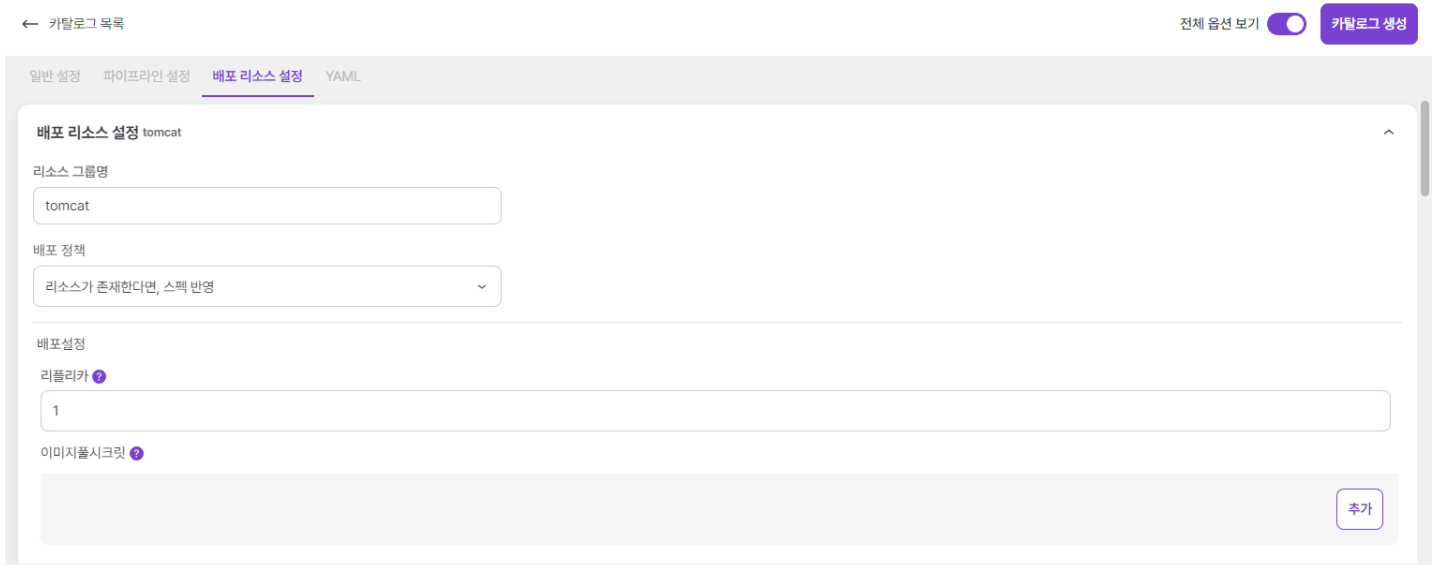 ← 카탈로그 목록
전체 옵션 보기 카탈로그 생성
일반 설정 파이프라인 설정 배포 리소스 설정 YAML
배포 리소스 설정 tomcat
리소스 그룹명
tomcat
배포 정책
리소스가 존재한다면, 스펙 반영
배포설정
리플리카 ?
1
이미지풀시크릿 ?
추가